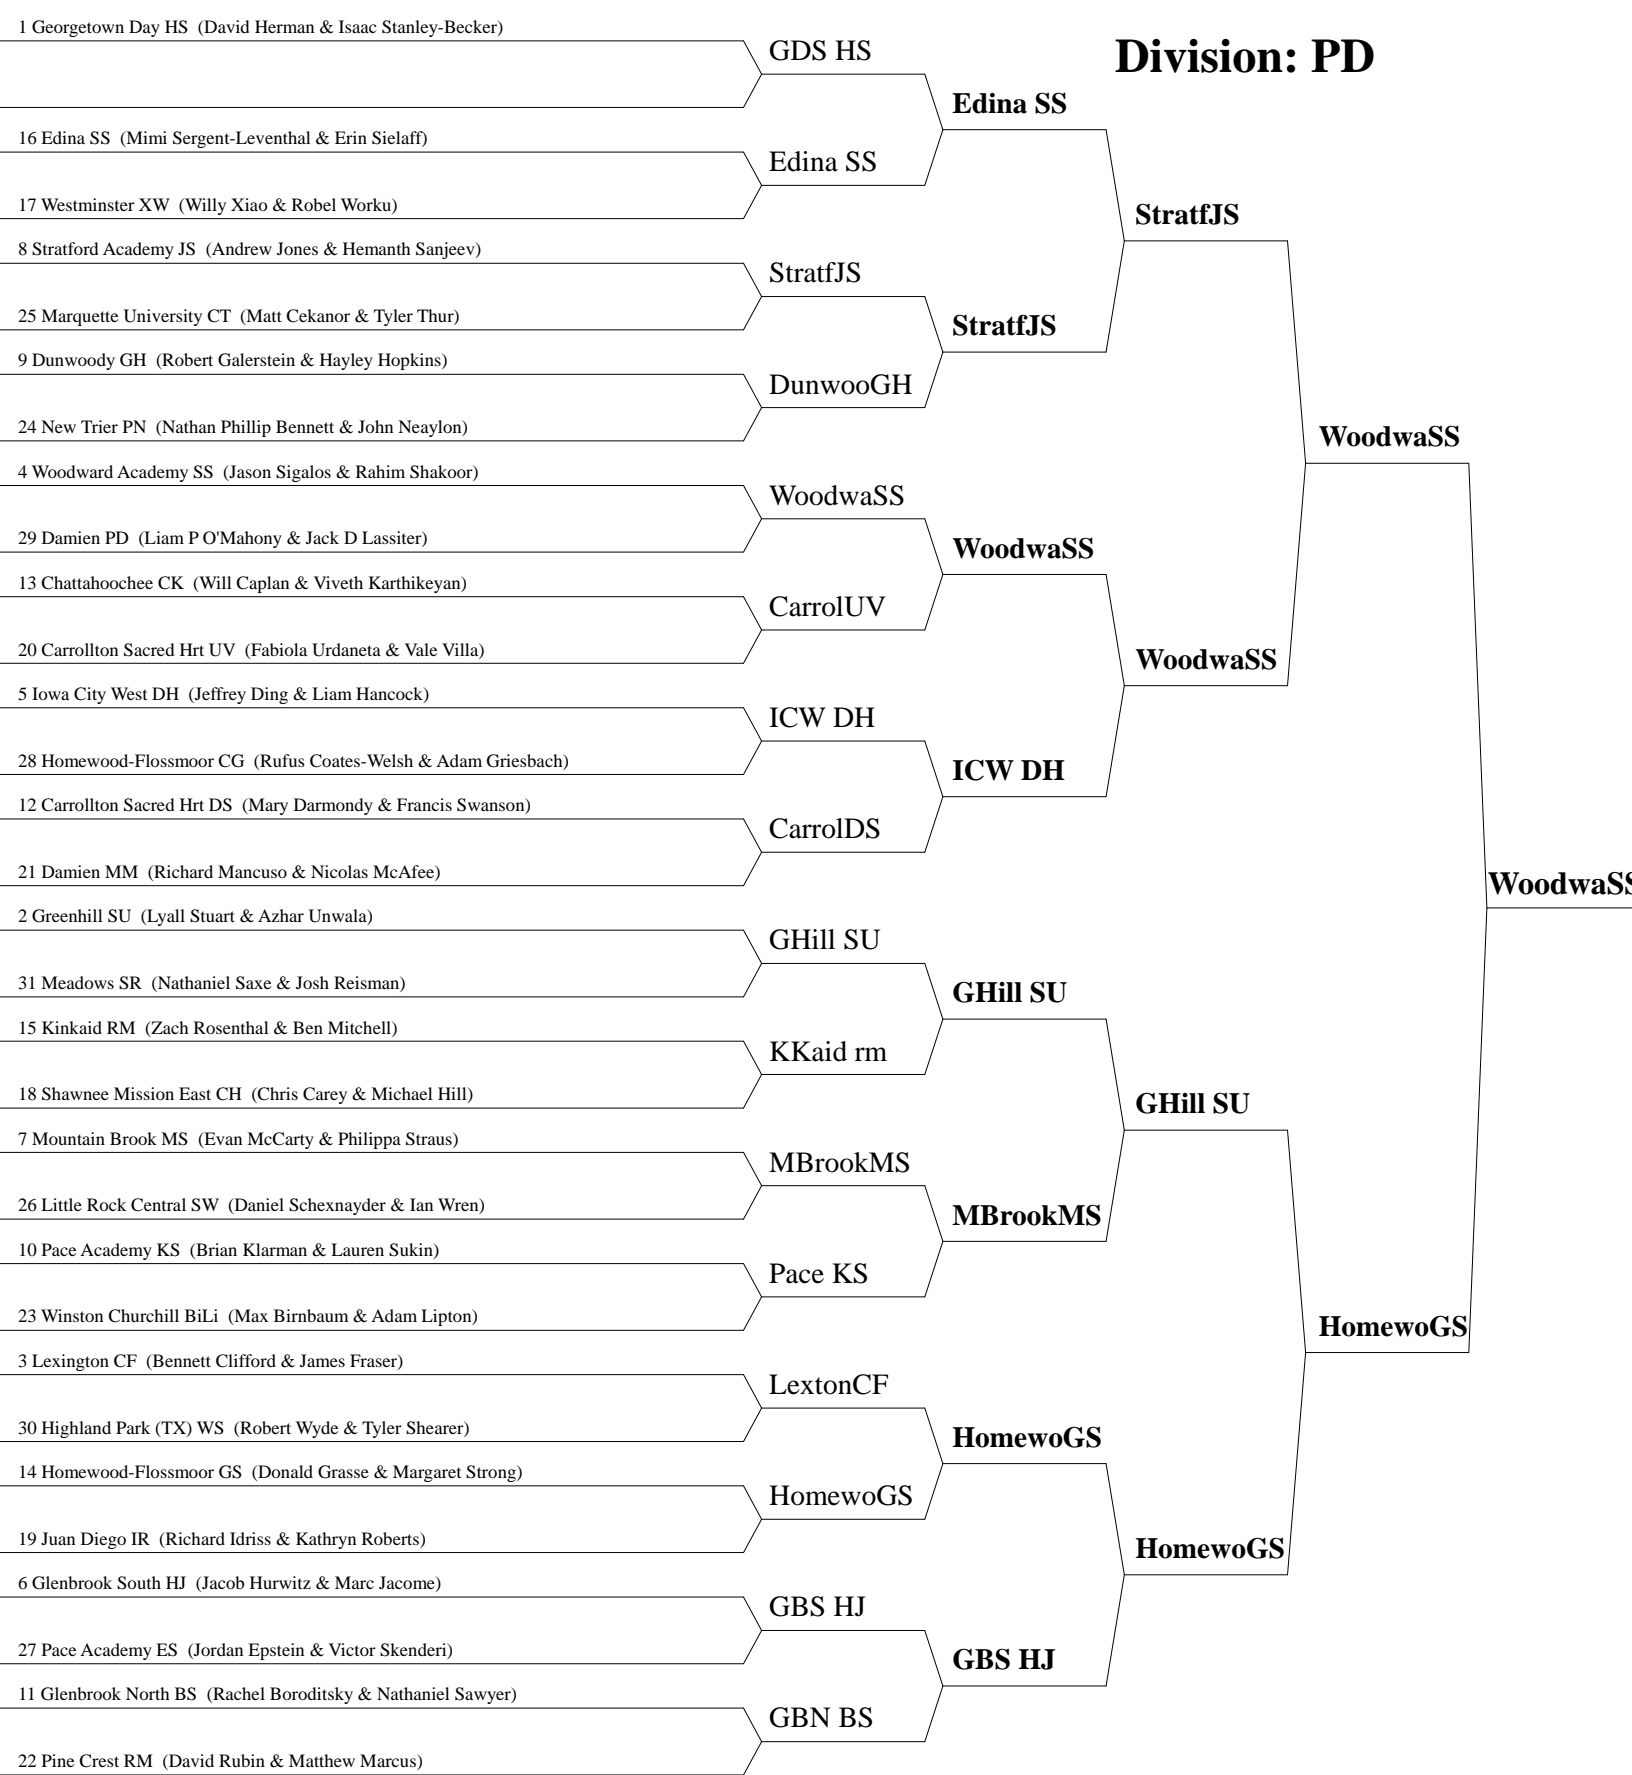 1 Georgetown Day HS (David Herman & Isaac Stanley-Becker)
GDS HS
Division: PD
Edina SS
16 Edina SS (Mimi Sergent-Leventhal & Erin Sielaff)
Edina SS
17 Westminster XW (Willy Xiao & Robel Worku)
StratfJS
8 Stratford Academy JS (Andrew Jones & Hemanth Sanjeev)
StratfJS
25 Marquette University CT (Matt Cekanor & Tyler Thur)
StratfJS
9 Dunwoody GH (Robert Galerstein & Hayley Hopkins)
DunwooGH
24 New Trier PN (Nathan Phillip Bennett & John Neaylon)
WoodwaSS
4 Woodward Academy SS (Jason Sigalos & Rahim Shakoor)
WoodwaSS
29 Damien PD (Liam P O'Mahony & Jack D Lassiter)
WoodwaSS
13 Chattahoochee CK (Will Caplan & Viveth Karthikeyan)
CarrolUV
20 Carrollton Sacred Hrt UV (Fabiola Urdaneta & Vale Villa)
WoodwaSS
5 Iowa City West DH (Jeffrey Ding & Liam Hancock)
ICW DH
28 Homewood-Flossmoor CG (Rufus Coates-Welsh & Adam Griesbach)
ICW DH
12 Carrollton Sacred Hrt DS (Mary Darmondy & Francis Swanson)
CarrolDS
21 Damien MM (Richard Mancuso & Nicolas McAfee)
WoodwaSS
2 Greenhill SU (Lyall Stuart & Azhar Unwala)
GHill SU
31 Meadows SR (Nathaniel Saxe & Josh Reisman)
GHill SU
15 Kinkaid RM (Zach Rosenthal & Ben Mitchell)
KKaid rm
18 Shawnee Mission East CH (Chris Carey & Michael Hill)
GHill SU
7 Mountain Brook MS (Evan McCarty & Philippa Straus)
MBrookMS
26 Little Rock Central SW (Daniel Schexnayder & Ian Wren)
MBrookMS
10 Pace Academy KS (Brian Klarman & Lauren Sukin)
Pace KS
23 Winston Churchill BiLi (Max Birnbaum & Adam Lipton)
HomewoGS
3 Lexington CF (Bennett Clifford & James Fraser)
LextonCF
30 Highland Park (TX) WS (Robert Wyde & Tyler Shearer)
HomewoGS
14 Homewood-Flossmoor GS (Donald Grasse & Margaret Strong)
HomewoGS
19 Juan Diego IR (Richard Idriss & Kathryn Roberts)
HomewoGS
6 Glenbrook South HJ (Jacob Hurwitz & Marc Jacome)
GBS HJ
27 Pace Academy ES (Jordan Epstein & Victor Skenderi)
GBS HJ
11 Glenbrook North BS (Rachel Boroditsky & Nathaniel Sawyer)
GBN BS
22 Pine Crest RM (David Rubin & Matthew Marcus)